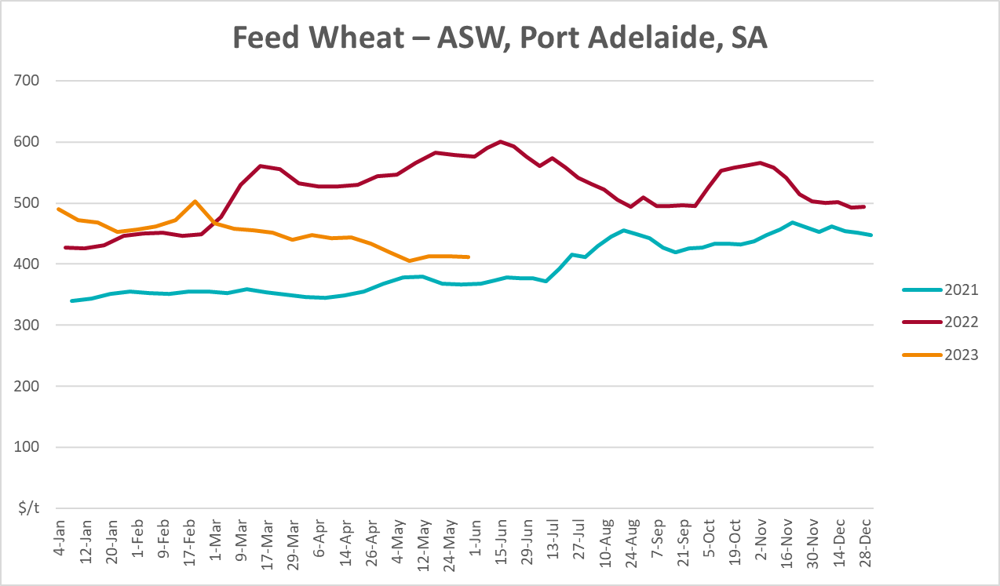 Feed Wheat – ASW, Port Adelaide, SA
700
600
500
400
300
200
100
$/t
4-Jan
12-Jan
20-Jan
1-Feb
9-Feb
17-Feb
1-Mar
9-Mar
17-Mar
29-Mar
6-Apr
14-Apr
26-Apr
4-May
12-May
24-May
1-Jun
15-Jun
29-Jun
13-Jul
27-Jul
10-Aug
24-Aug
7-Sep
21-Sep
5-Oct
19-Oct
2-Nov
16-Nov
30-Nov
14-Dec
28-Dec
2021
2022
2023